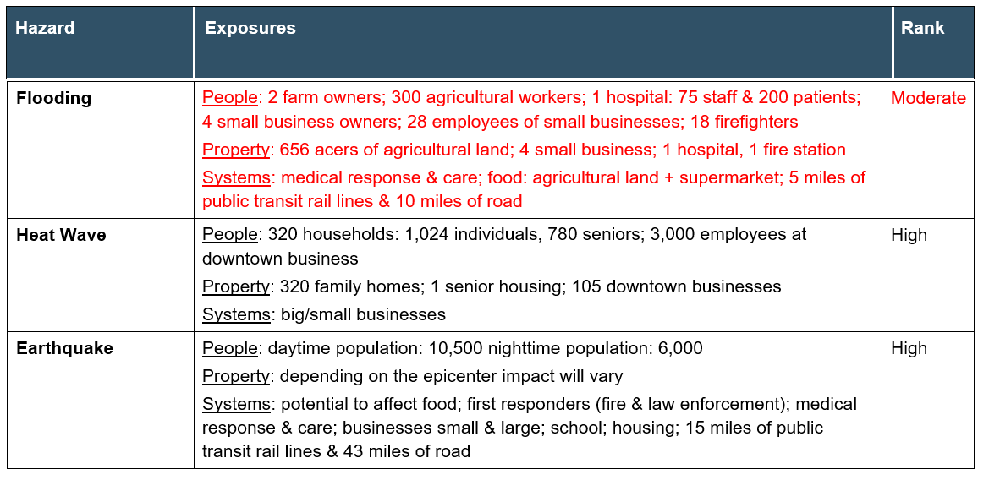 Hazard Exposures Rank
Flooding People: 2 farm owners; 300 agricultural workers; 1 hospital: 75 staff & 200 patients; Moderate
4 small business owners; 28 employees of small businesses; 18 firefighters
Property: 656 acers of agricultural land; 4 small business; 1 hospital, 1 fire station
Systems: medical response & care; food: agricultural land + supermarket; 5 miles of
public transit rail lines & 10 miles of road
Heat Wave People: 320 households: 1,024 individuals, 780 seniors; 3,000 employees at High
downtown business
Property: 320 family homes; 1 senior housing; 105 downtown businesses
Systems: big/small businesses
Earthquake People: daytime population: 10,500 nighttime population: 6,000 High
Property: depending on the epicenter impact will vary
Systems: potential to affect food; first responders (fire & law enforcement); medical
response & care; businesses small & large; school; housing; 15 miles of public
transit rail lines & 43 miles of road